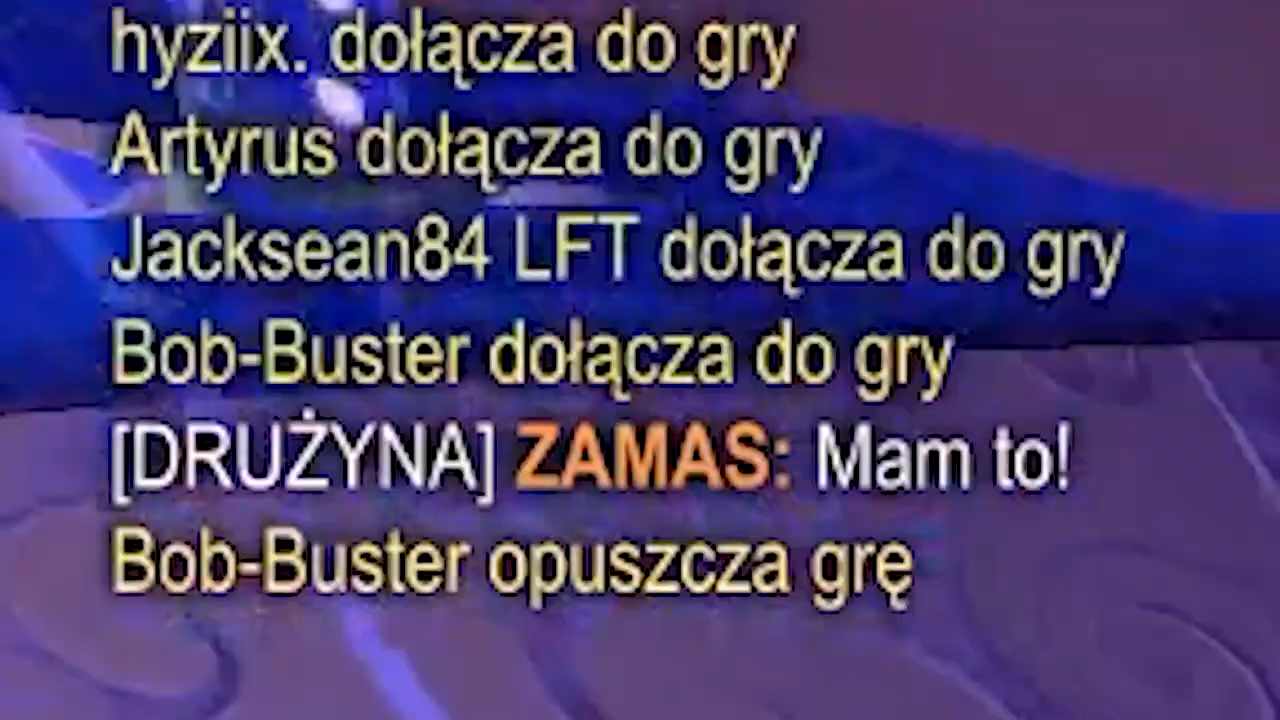 hyziix. dołącza do gry
Artyrus dołącza do gry
Jacksean84 LFT dołącza do gry
Bob-Buster dołącza do gry
[DRUŻYNA] ZAMAS: Mam to!
Bob-Buster opuszcza grę